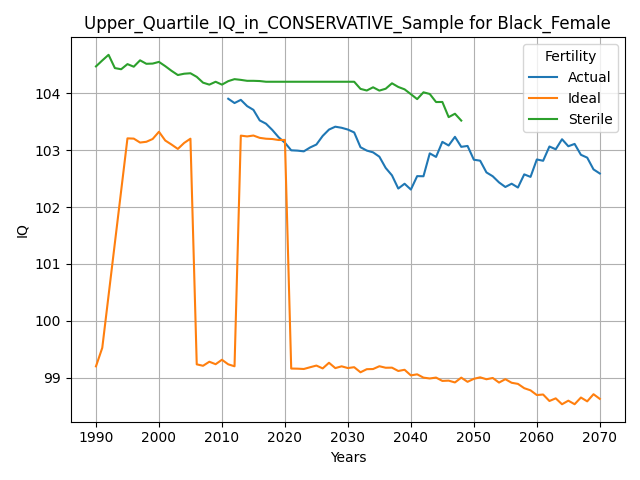 Upper_Quartile_IQ_in_CONSERVATIVE_Sample for Black_Female
Fertility
Actual
Ideal
Sterile
104
103
102
101
100
99
IQ
1990 2000 2010 2020 2030 2040 2050 2060 2070
Years